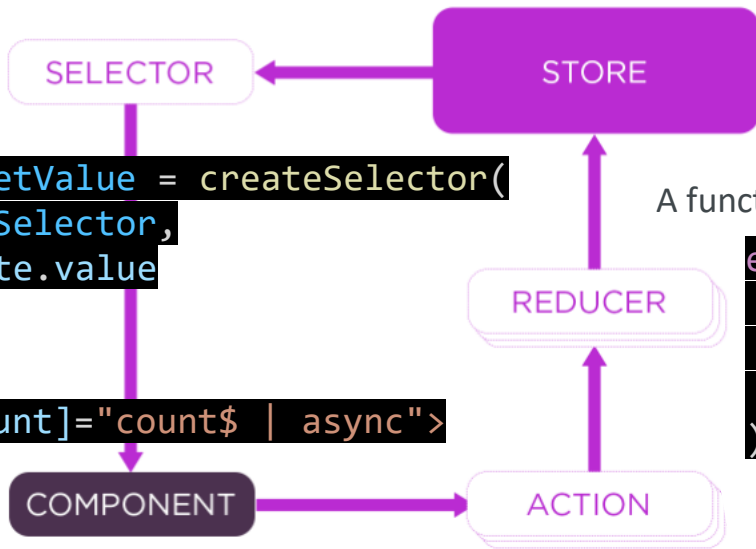 SELECTOR
STORE
etValue = createSelector(
Selector,
te.value
A funct
REDUCER
unt]="count$ | async">
)
COMPONENT
ACTION